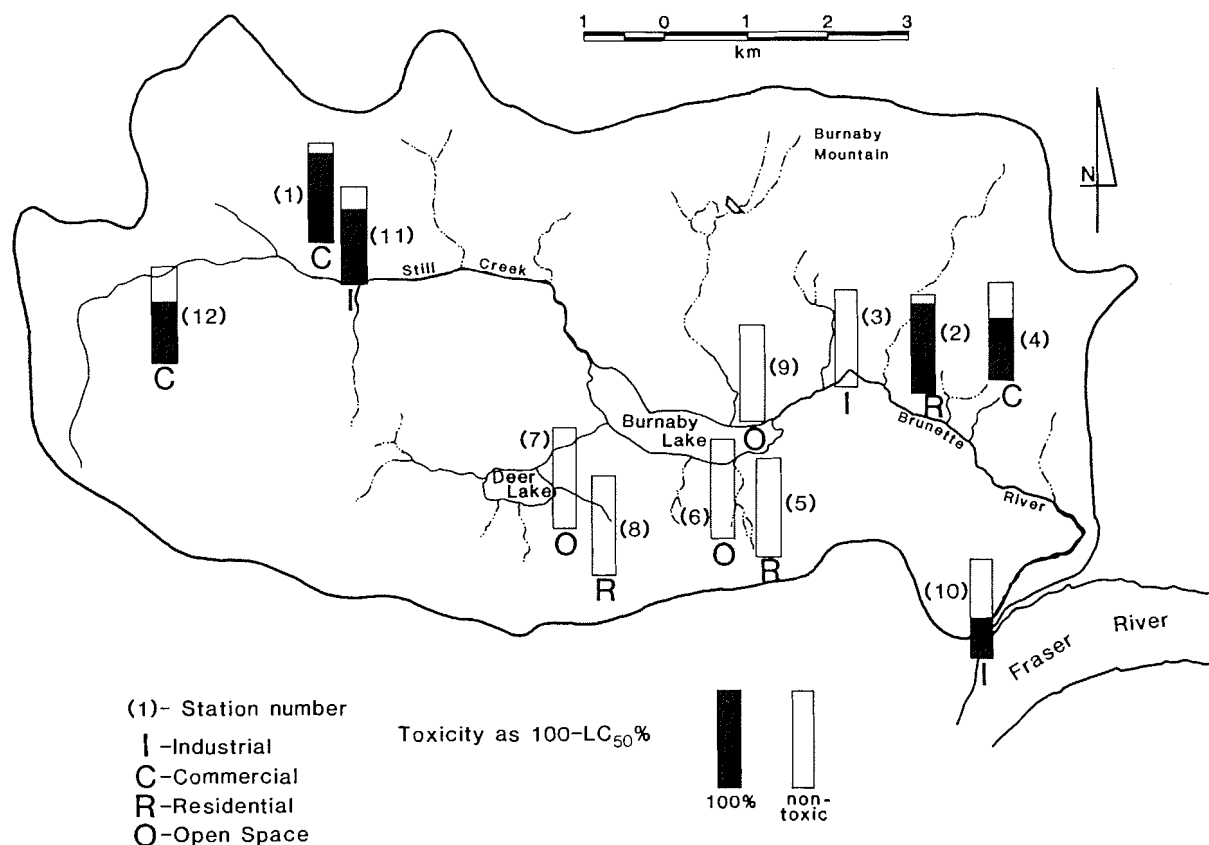 1 0 1 2 3
km
Burnaby
Mountain
N
(1)
C
(11)
I
Still Creek
(12)
C
(3)
I
(2)
R
(4)
C
(9)
O
Burnaby
Lake
Brunette
River
(7)
O
Deer
Lake
(8)
R
(6)
O
(5)
R
(10)
I
Fraser River
(1)- Station number
I -Industrial
C-Commercial
R-Residential
O-Open Space
Toxicity as 100-LC50%
100%
non-
toxic